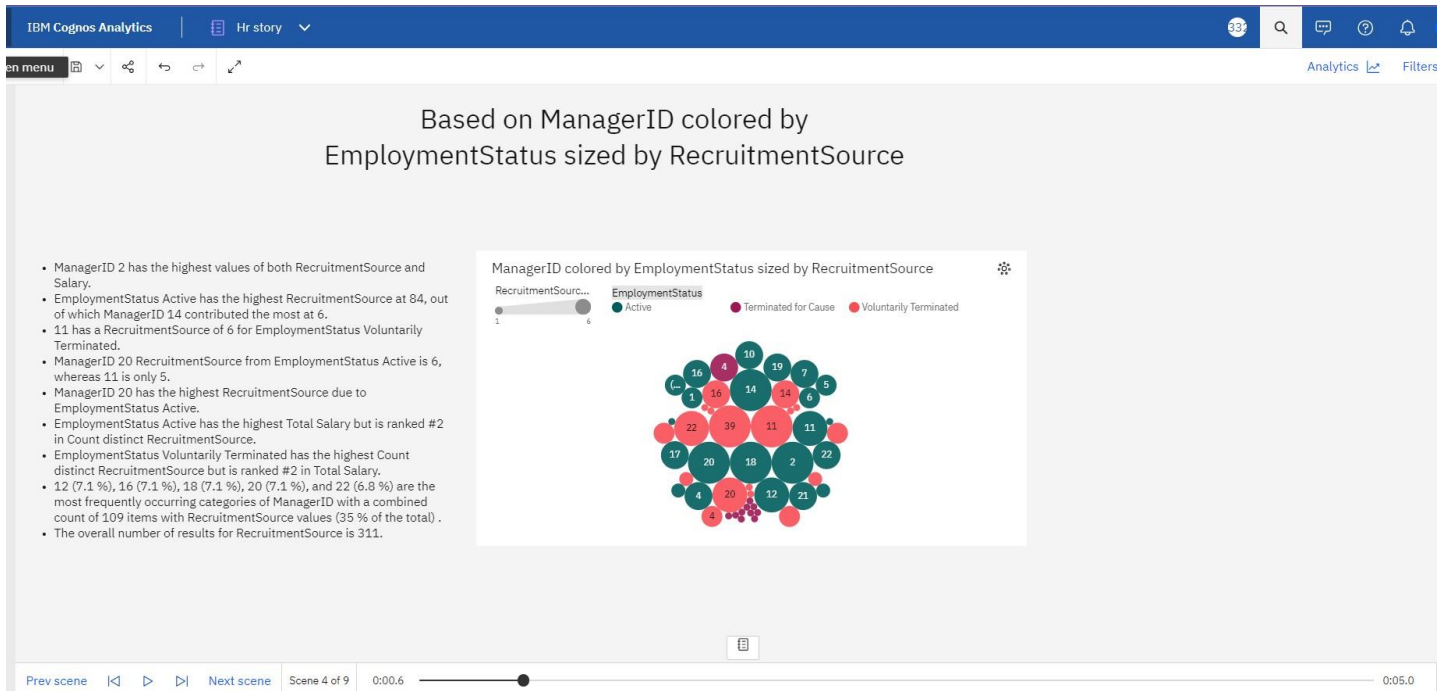 IBM Cognos Analytics
Hr story
332
en menu
Analytics
Filters
Based on ManagerID colored by
EmploymentStatus sized by RecruitmentSource
• ManagerID 2 has the highest values of both RecruitmentSource and
Salary.
• EmploymentStatus Active has the highest RecruitmentSource at 84, out
of which ManagerID 14 contributed the most at 6.
• 11 has a RecruitmentSource of 6 for EmploymentStatus Voluntarily
Terminated.
• ManagerID 20 RecruitmentSource from EmploymentStatus Active is 6,
whereas 11 is only 5.
• ManagerID 20 has the highest RecruitmentSource due to
EmploymentStatus Active.
• EmploymentStatus Active has the highest Total Salary but is ranked #2
in Count distinct RecruitmentSource.
• EmploymentStatus Voluntarily Terminated has the highest Count
distinct RecruitmentSource but is ranked #2 in Total Salary.
• 12 (7.1 %), 16 (7.1 %), 18 (7.1 %), 20 (7.1 %), and 22 (6.8 %) are the
most frequently occurring categories of ManagerID with a combined
count of 109 items with RecruitmentSource values (35 % of the total) .
• The overall number of results for RecruitmentSource is 311.
ManagerID colored by EmploymentStatus sized by RecruitmentSource
RecruitmentSourc...
1 6
EmploymentStatus
Active Terminated for Cause Voluntarily Terminated
10
16 4 19 7
(... 1 16 14 14 6 5
22 39 11 11
17 20 18 2 22
4 20 12 21
4
Prev scene Next scene Scene 4 of 9 0:00.6 0:05.0